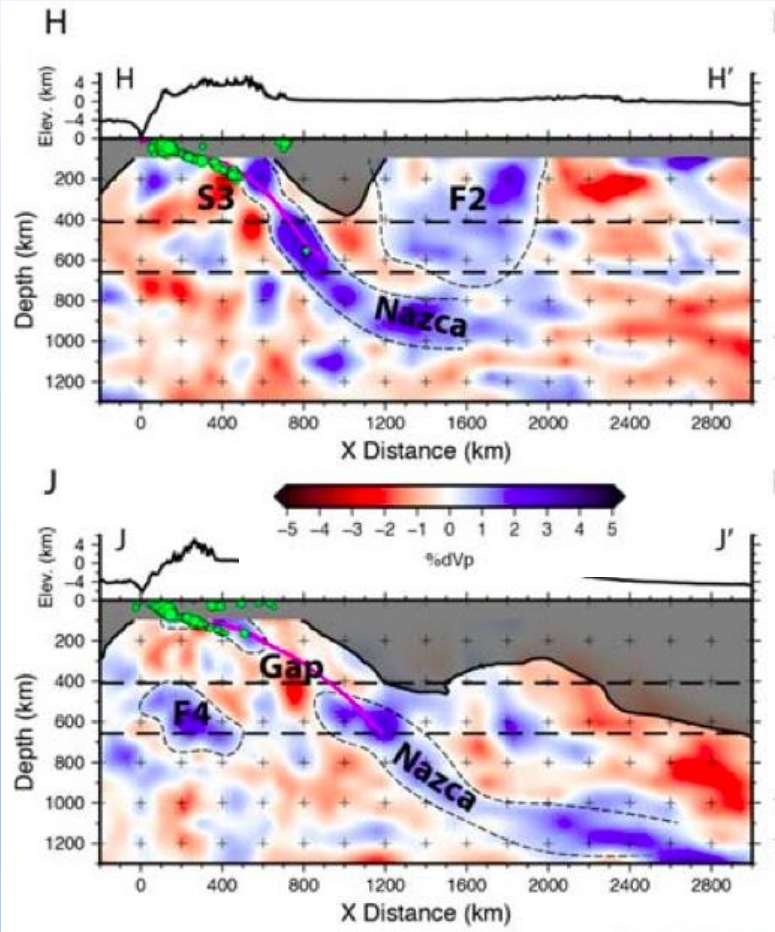 H
H H'
Elev. (km)
4
0
−4
0
200
400
600
800
1000
1200
Depth (km)
S3 F2
Nazca
0 400 800 1200 1600 2000 2400 2800
X Distance (km)
J
−5 −4 −3 −2 −1 0 1 2 3 4 5
%dVp
J J'
Elev. (km)
4
0
−4
0
200
400
600
800
1000
1200
Depth (km)
Gap
F4
Nazca
0 400 800 1200 1600 2000 2400 2800
X Distance (km)